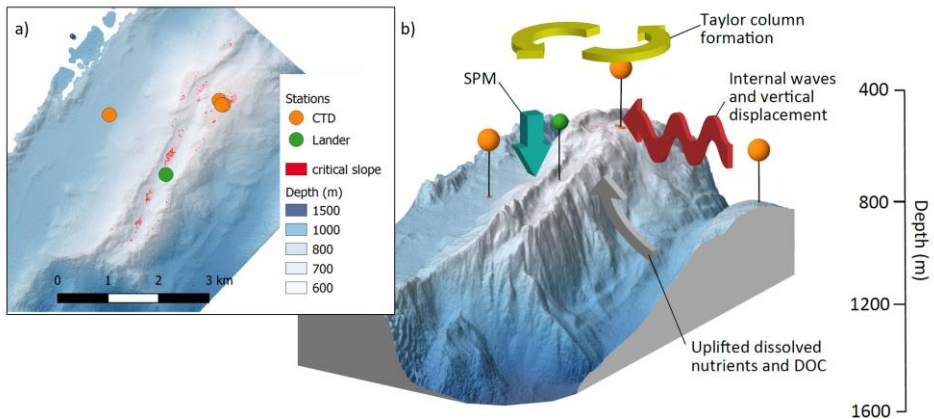 a)
Stations
CTD
Lander
critical slope
Depth (m)
1500
1000
800
700
600
0 1 2 3 km
b)
Taylor column
formation
SPM
Internal waves
and vertical
displacement
Uplifted dissolved
nutrients and DOC
400
800
1200
1600
Depth (m)